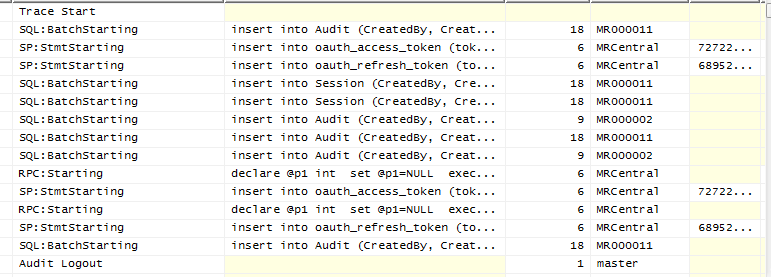 Trace Start
SQL:BatchStarting insert into Audit (CreatedBy, Creat... 18 MR000011
SP:StmtStarting insert into oauth_access_token (tok... 6 MRCentral 72722...
SP:StmtStarting insert into oauth_refresh_token (to... 6 MRCentral 68952...
SQL:BatchStarting insert into Session (CreatedBy, Cre... 18 MR000011
SQL:BatchStarting insert into Session (CreatedBy, Cre... 18 MR000011
SQL:BatchStarting insert into Audit (CreatedBy, Creat... 9 MR000002
SQL:BatchStarting insert into Audit (CreatedBy, Creat... 18 MR000011
SQL:BatchStarting insert into Audit (CreatedBy, Creat... 9 MR000002
RPC:Starting declare @p1 int set @p1=NULL exec... 6 MRCentral
SP:StmtStarting insert into oauth_access_token (tok... 6 MRCentral 72722...
RPC:Starting declare @p1 int set @p1=NULL exec... 6 MRCentral
SP:StmtStarting insert into oauth_refresh_token (to... 6 MRCentral 68952...
SQL:BatchStarting insert into Audit (CreatedBy, Creat... 18 MR000011
Audit Logout 1 master